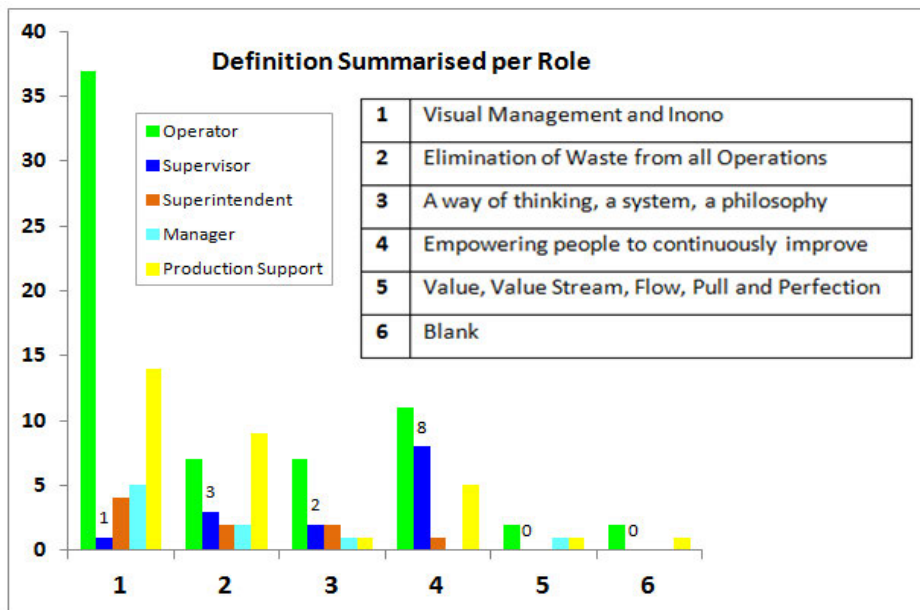 Definition Summarised per Role
40
35
30
25
20
15
10
5
0
Operator
Supervisor
Superintendent
Manager
Production Support
1 Visual Management and Inono
2 Elimination of Waste from all Operations
3 A way of thinking, a system, a philosophy
4 Empowering people to continuously improve
5 Value, Value Stream, Flow, Pull and Perfection
6 Blank
1
3
2
8
0
0
1 2 3 4 5 6